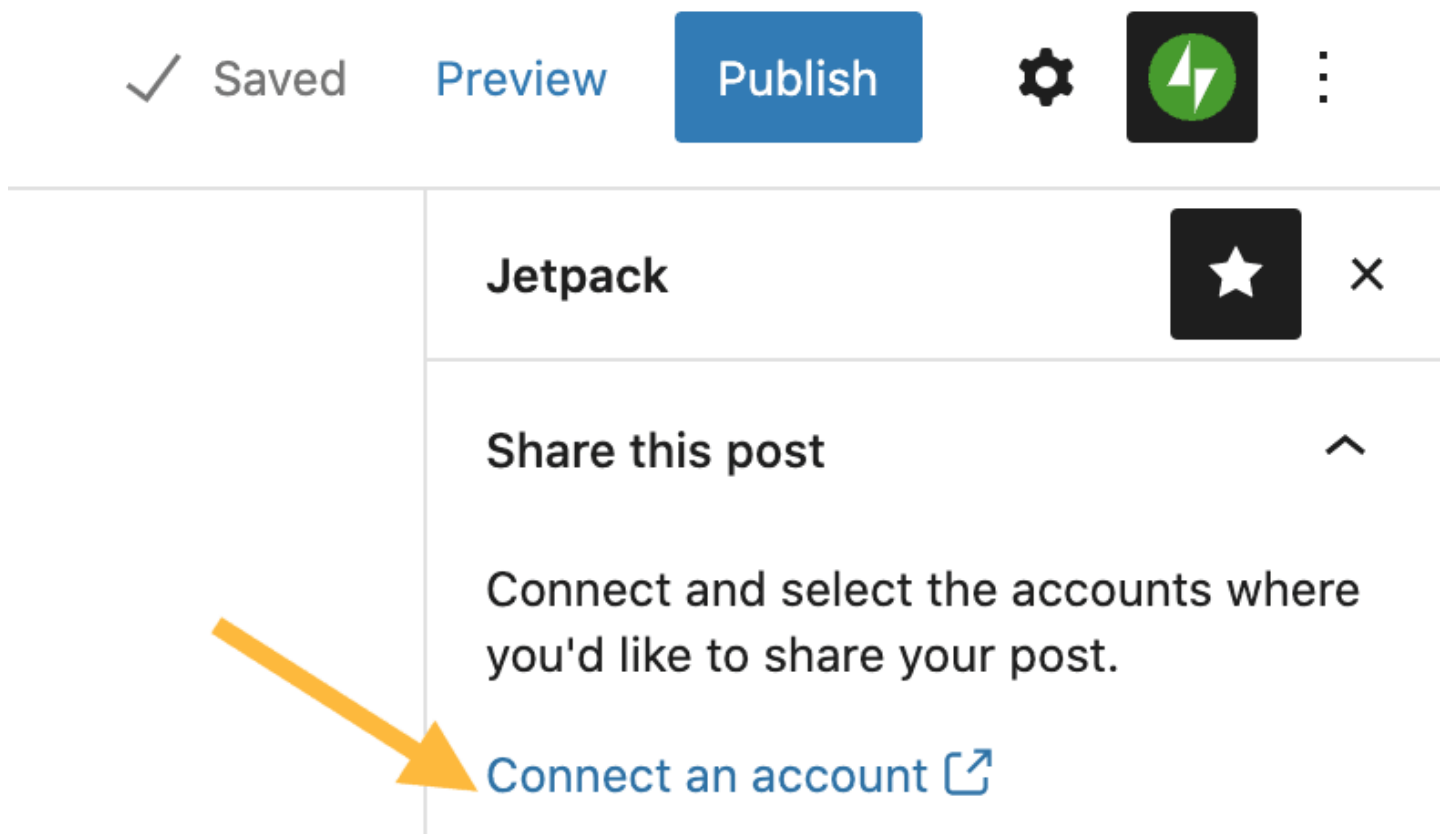 Saved Preview Publish
Jetpack
Share this post
Connect and select the accounts where
you'd like to share your post.
Connect an account